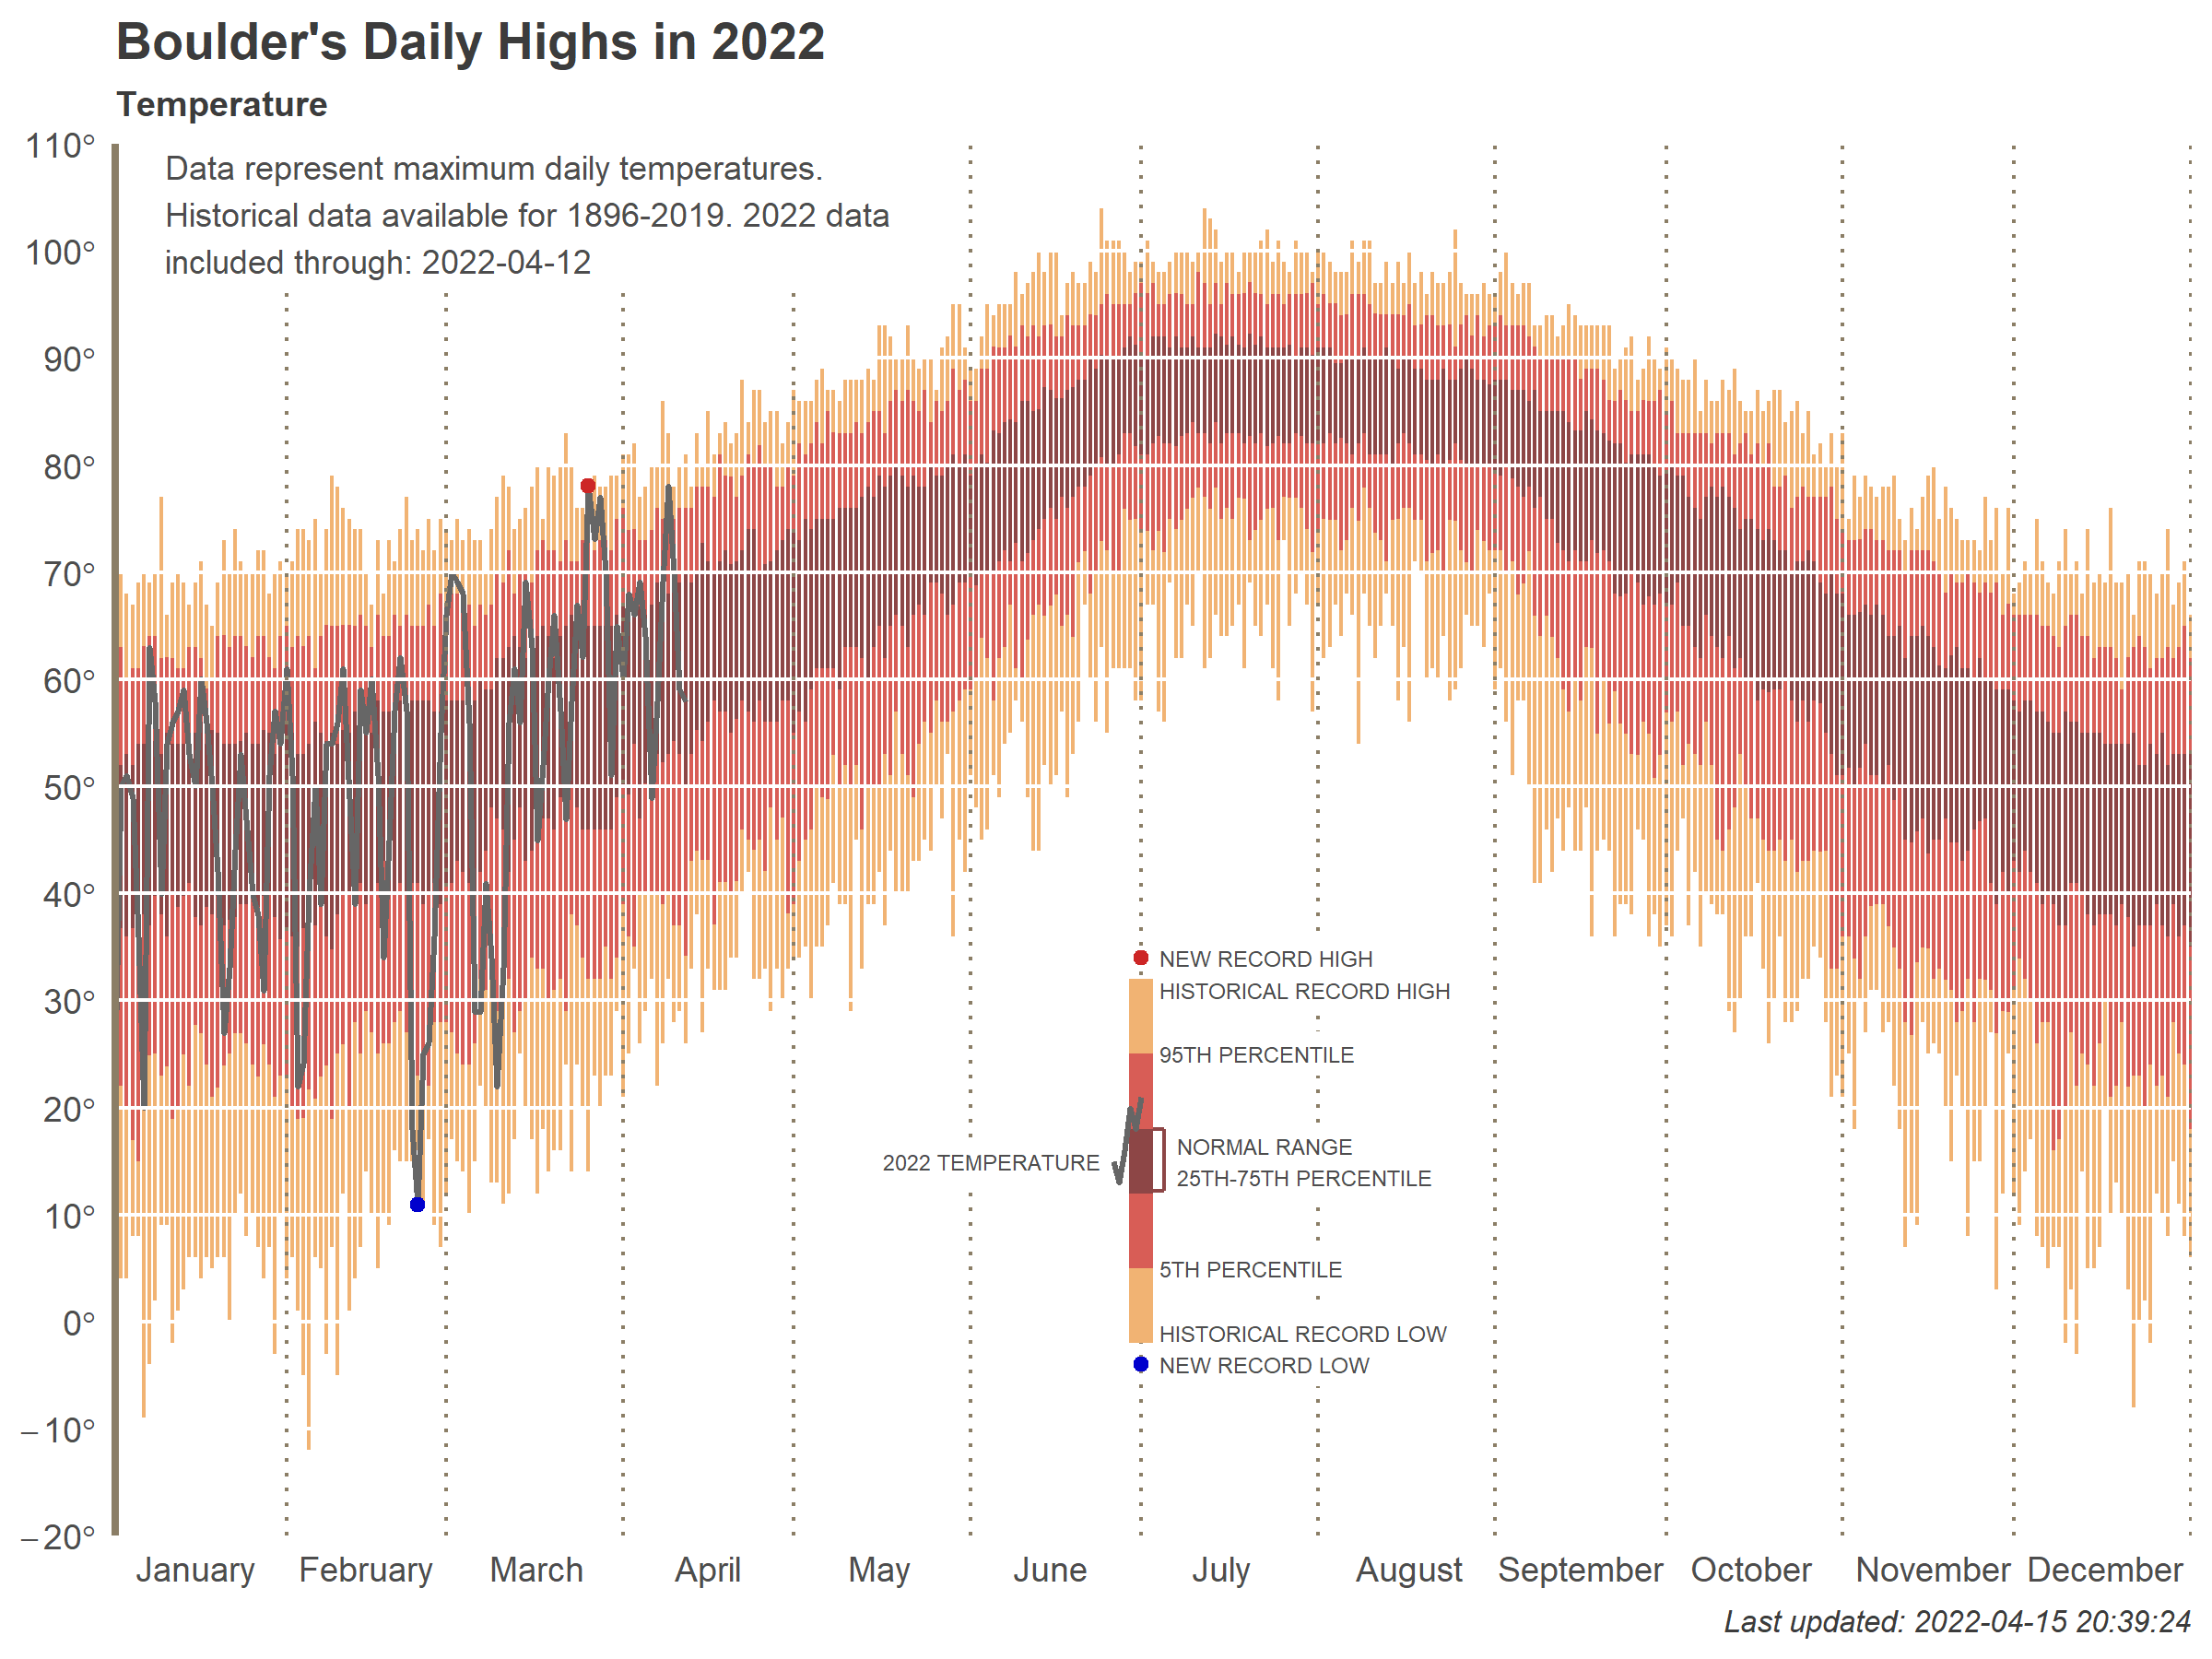 Boulder's Daily Highs in 2022
Temperature
110°
Data represent maximum daily temperatures.
Historical data available for 1896-2019. 2022 data
included through: 2022-04-12
100°
90°
80°
70°
60°
50°
40°
30°
20°
10°
0°
−10°
−20°
NEW RECORD HIGH
HISTORICAL RECORD HIGH
95TH PERCENTILE
2022 TEMPERATURE
NORMAL RANGE
25TH-75TH PERCENTILE
5TH PERCENTILE
HISTORICAL RECORD LOW
NEW RECORD LOW
January February March April May June July August September October November December
Last updated: 2022-04-15 20:39:24